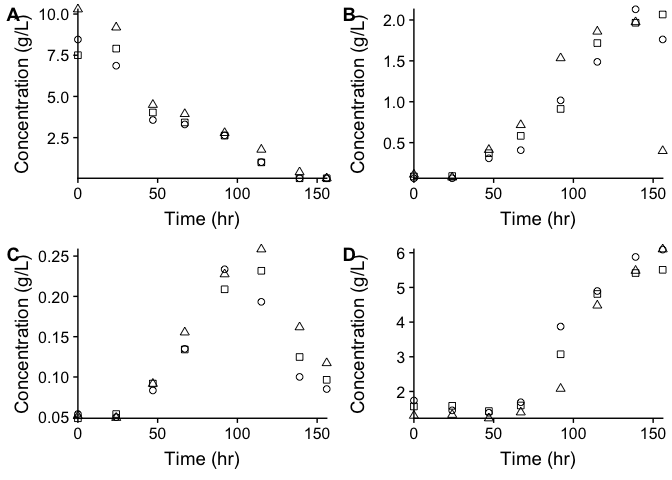 A
B
Concentration (g/L)
10.0
7.5
5.0
2.5
0
50
100
150
Time (hr)
Concentration (g/L)
2.0
1.5
1.0
0.5
0
50
100
150
Time (hr)
C
D
Concentration (g/L)
0.25
0.20
0.15
0.10
0.05
0
50
100
150
Time (hr)
Concentration (g/L)
6
5
4
3
2
0
50
100
150
Time (hr)